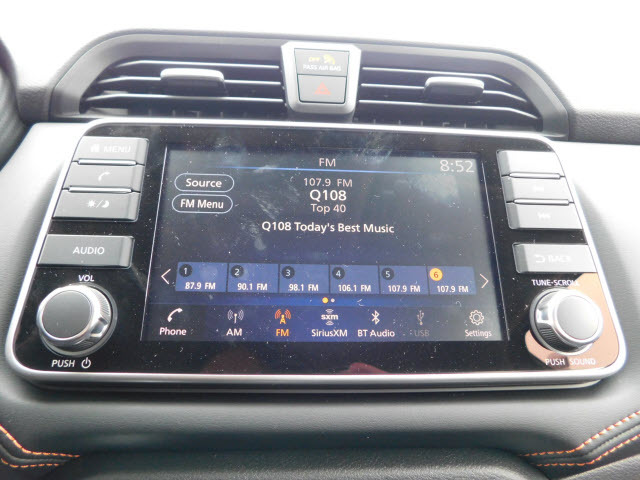 OFF
PASS AIR BAG
MENU
AUDIO
VOL
PUSH
FM
8:52
Source
107.9 FM
Q108
FM Menu
Top 40
Q108 Today's Best Music
1 2 3 4 5 6
87.9 FM 90.1 FM 98.1 FM 106.1 FM 107.9 FM 107.9 FM
sxm
Phone AM FM SiriusXM BT Audio USB Settings
BACK
TUNE-SCROLL
PUSH SOUND